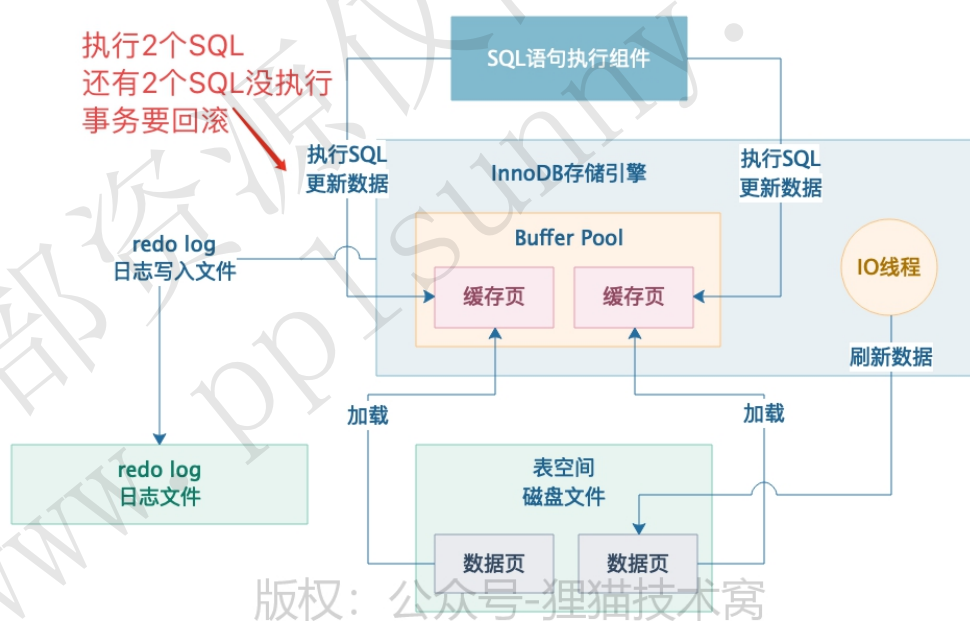 执行2个SQL
还有2个SQL没执行
事务要回滚
SQL语句执行组件
执行SQL
更新数据
InnoDB存储引擎
执行SQL
更新数据
Buffer Pool
redo log
日志写入文件
缓存页
缓存页
IO线程
刷新数据
加载
加载
redo log
日志文件
表空间
磁盘文件
数据页
数据页
版权：公众号-狸猫技术窝
部资源仅
www.pplsunny.